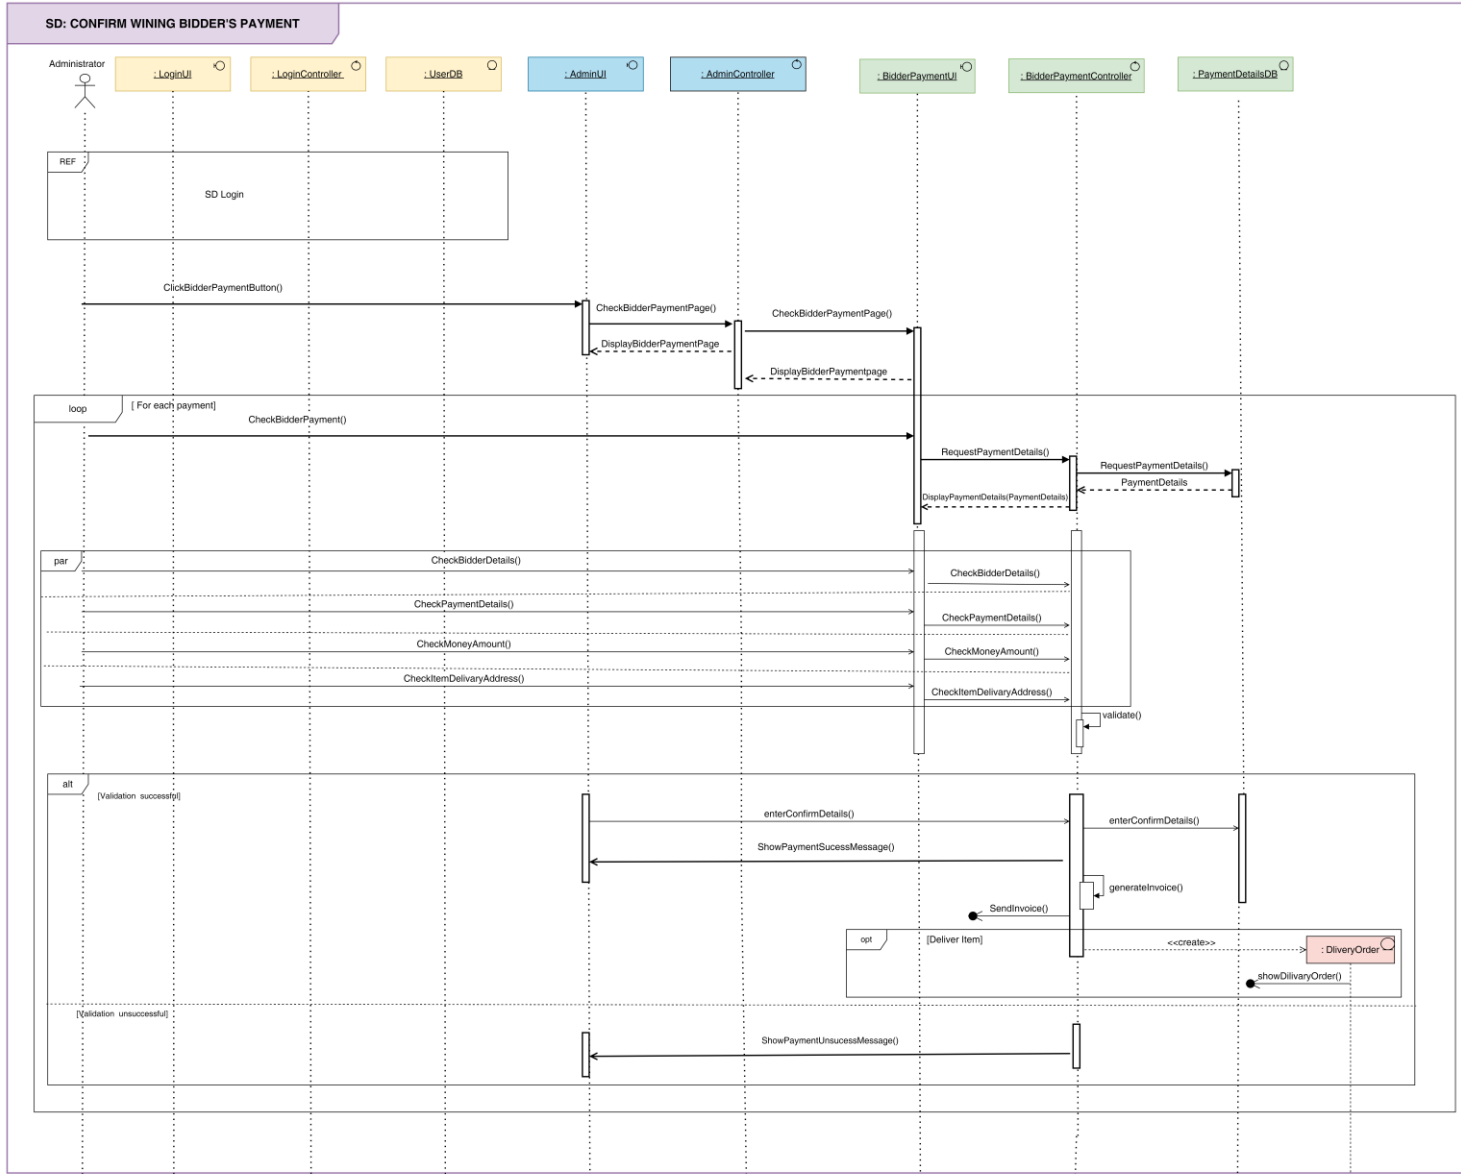 SD: CONFIRM WINING BIDDER'S PAYMENT
Administrator
: LoginUI
: LoginController
: UserDB
: AdminUI
: AdminController
: BidderPaymentUI
: BidderPaymentController
: PaymentDetailsDB
REF
SD Login
ClickBidderPaymentButton()
CheckBidderPaymentPage()
CheckBidderPaymentPage()
DisplayBidderPaymentPage
DisplayBidderPaymentpage
loop
[ For each payment]
CheckBidderPayment()
RequestPaymentDetails()
RequestPaymentDetails()
PaymentDetails
DisplayPaymentDetails(PaymentDetails)
par
CheckBidderDetails()
CheckBidderDetails()
CheckPaymentDetails()
CheckPaymentDetails()
CheckMoneyAmount()
CheckMoneyAmount()
CheckItemDelivaryAddress()
CheckItemDelivaryAddress()
validate()
alt
[Validation successful]
enterConfirmDetails()
enterConfirmDetails()
ShowPaymentSucessMessage()
generateInvoice()
SendInvoice()
opt
[Deliver Item]
<<create>>
: DliveryOrder
showDilivaryOrder()
[Validation unsuccessful]
ShowPaymentUnsucessMessage()